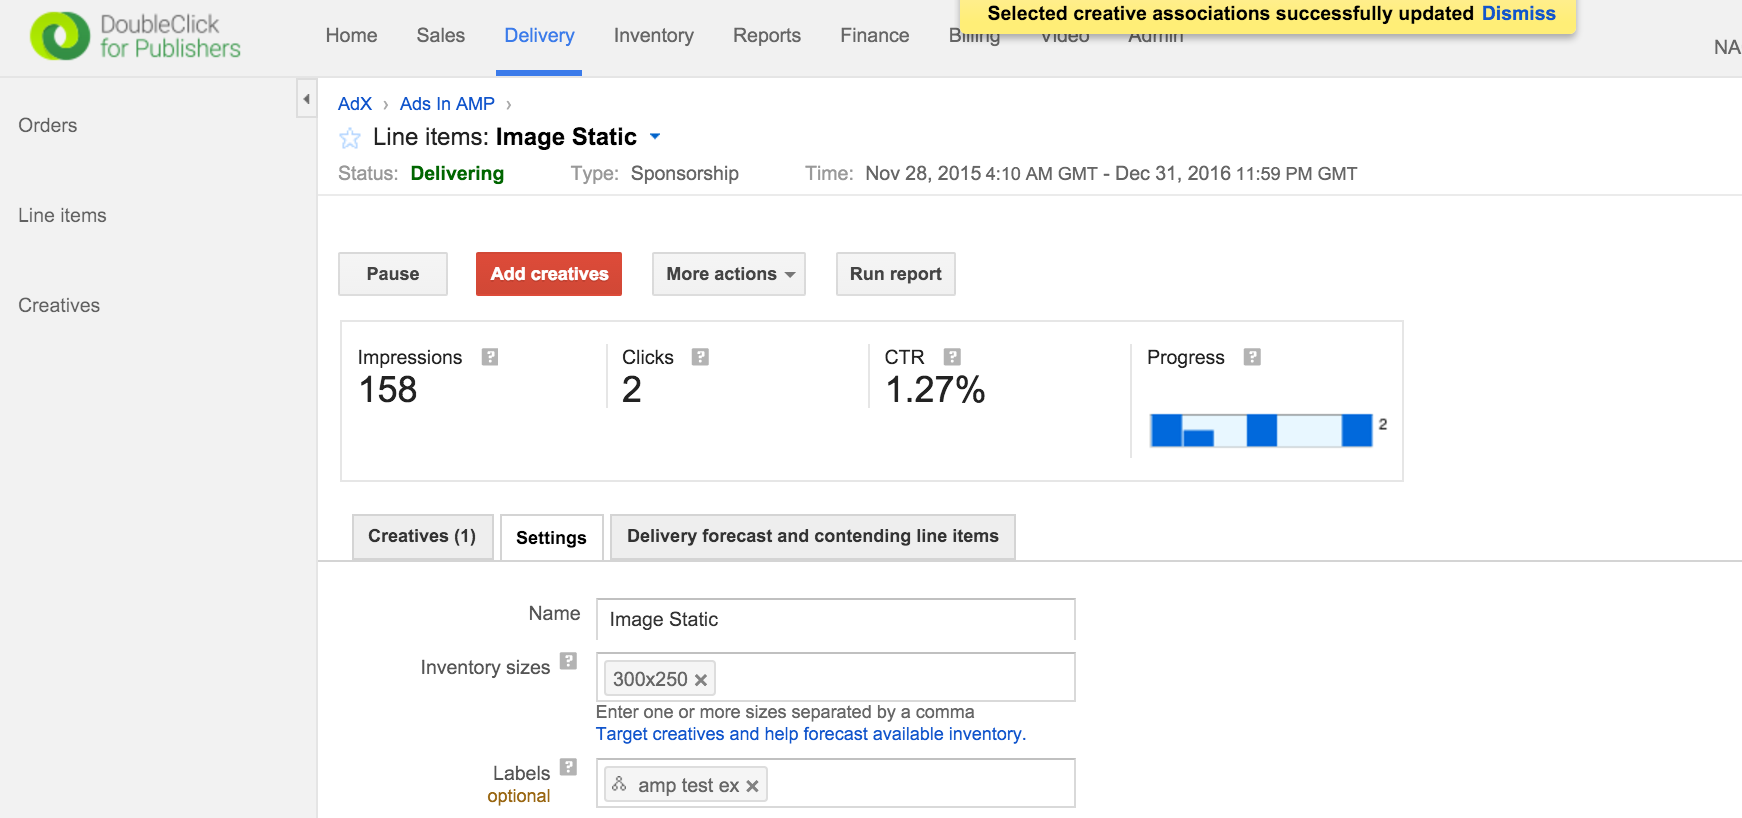 Selected creative associations successfully updated Dismiss
DoubleClick
for Publishers
Home Sales Delivery Inventory Reports Finance Billing Video Admin
NA
Orders
Line items
Creatives
AdX › Ads In AMP ›
Line items: Image Static
Status: Delivering Type: Sponsorship Time: Nov 28, 2015 4:10 AM GMT - Dec 31, 2016 11:59 PM GMT
Pause Add creatives More actions Run report
Impressions ? Clicks ? CTR ? Progress ?
158 2 1.27%
2
Creatives (1) Settings Delivery forecast and contending line items
Name Image Static
Inventory sizes ? 300x250
Enter one or more sizes separated by a comma
Target creatives and help forecast available inventory.
Labels ? amp test ex
optional